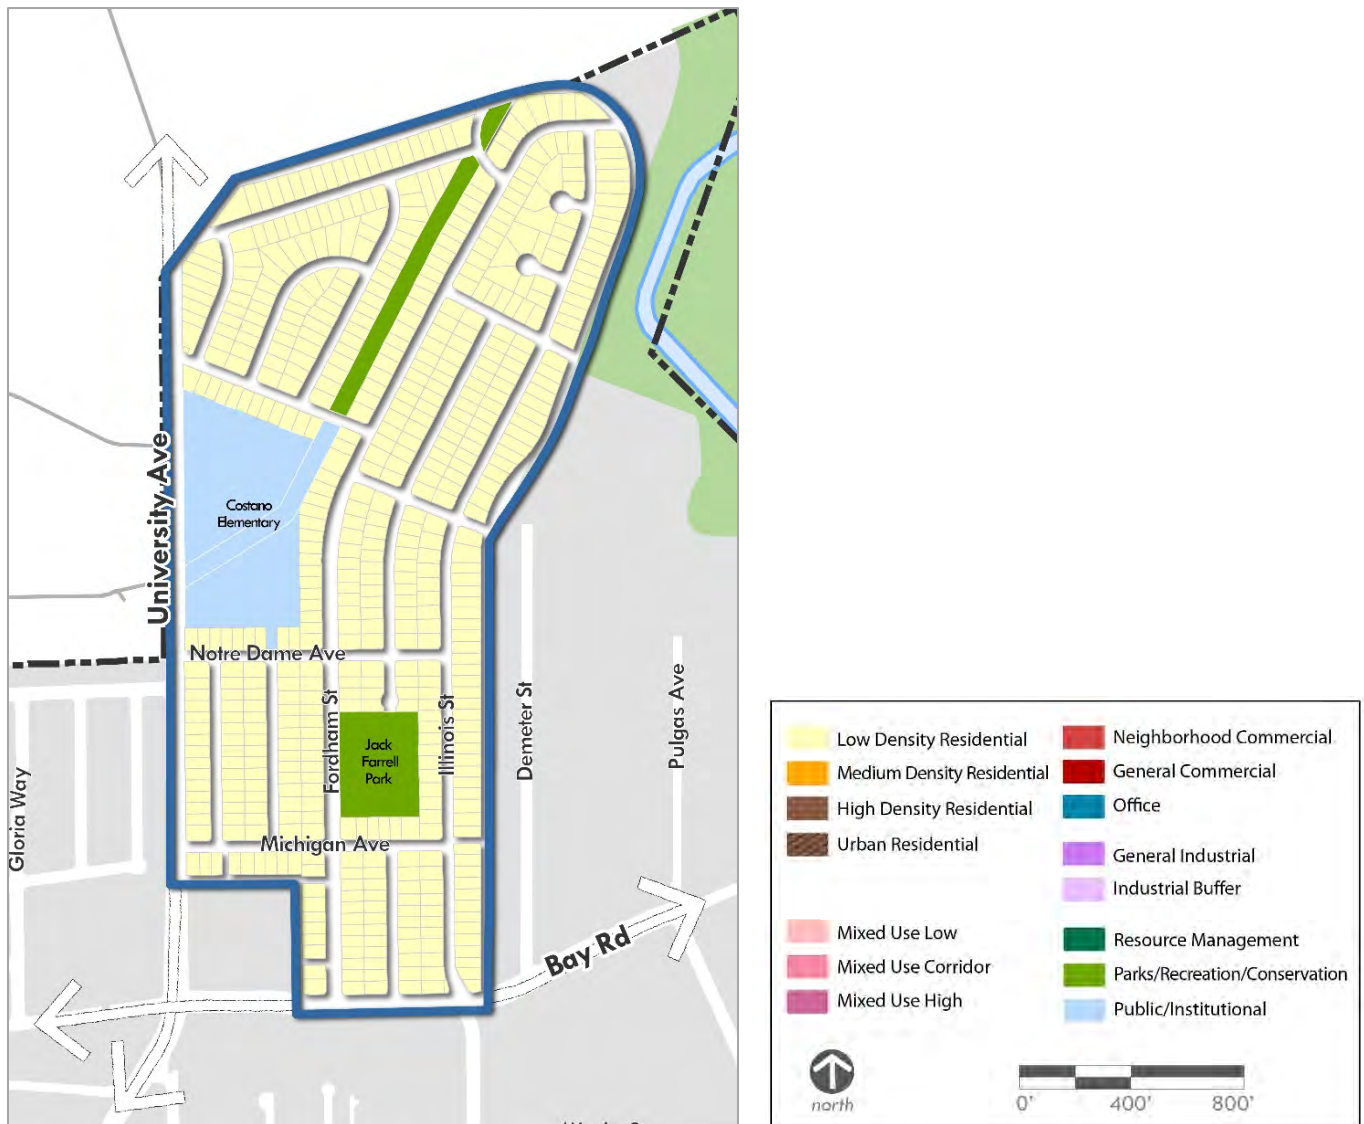 University Ave
Costano
Elementary
Notre Dame Ave
Fordham St
Jack
Farrell
Park
Illinois St
Demeter St
Pulgas Ave
Gloria Way
Michigan Ave
Bay Rd
Low Density Residential
Medium Density Residential
High Density Residential
Urban Residential
Mixed Use Low
Mixed Use Corridor
Mixed Use High
Neighborhood Commercial
General Commercial
Office
General Industrial
Industrial Buffer
Resource Management
Parks/Recreation/Conservation
Public/Institutional
north
0' 400' 800'